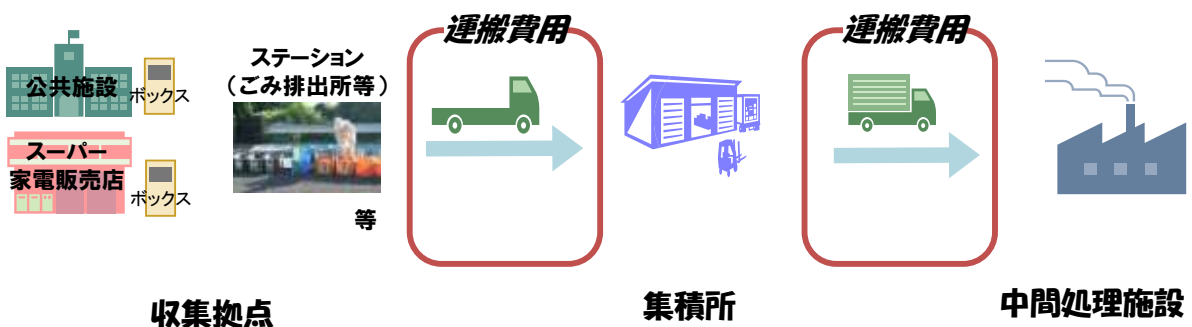 公共施設
ボックス
スーパー
家電販売店
ボックス
ステーション
（ごみ排出所等）
等
運搬費用
運搬費用
収集拠点
集積所
中間処理施設